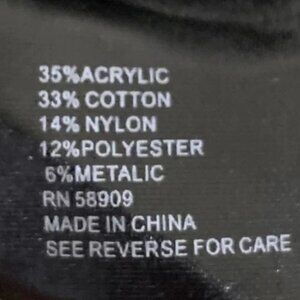 35%ACRYLIC
33% COTTON
14% NYLON
12%POLYESTER
6%METALIC
RN 58909
MADE IN CHINA
SEE REVERSE FOR CARE